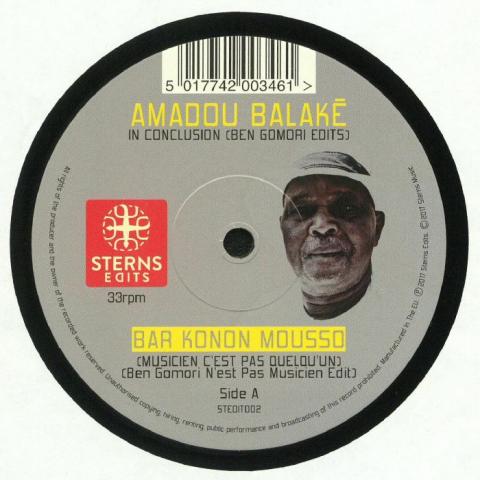 5 017742 003461 >
AMADOU BALAKĒ
IN CONCLUSION (BEN GOMORI EDITS)
STERNS
EDITS
33rpm
BAR KONON MOUSSO
(MUSICIEN C'EST PAS QUELQU'UN)
(Ben Gomori N'est Pas Musicien Edit)
Side A
STEDIT002
All rights of the producer and the owner of the recorded work reserved. Unauthorised copying, hiring, renting, public performance and broadcasting of this record prohibited. Manufactured In The EU. ℗ 2017 Sterns Edits. © 2017 Sterns Music.